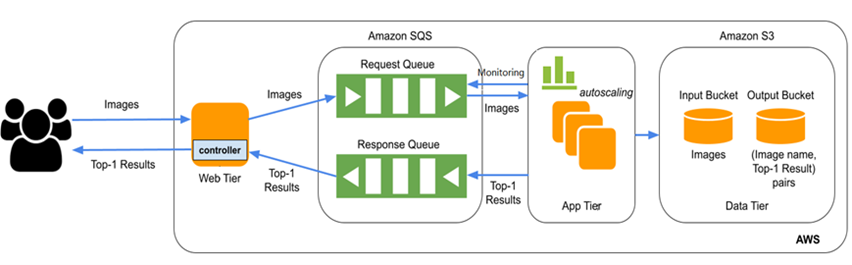 Amazon SQS
Amazon S3
Request Queue
Monitoring
autoscaling
Images
Images
Images
Input Bucket
Output Bucket
controller
Response Queue
Images
(Image name,
Top-1 Result)
pairs
Top-1 Results
Web Tier
Top-1
Results
Top-1
Results
App Tier
Data Tier
AWS